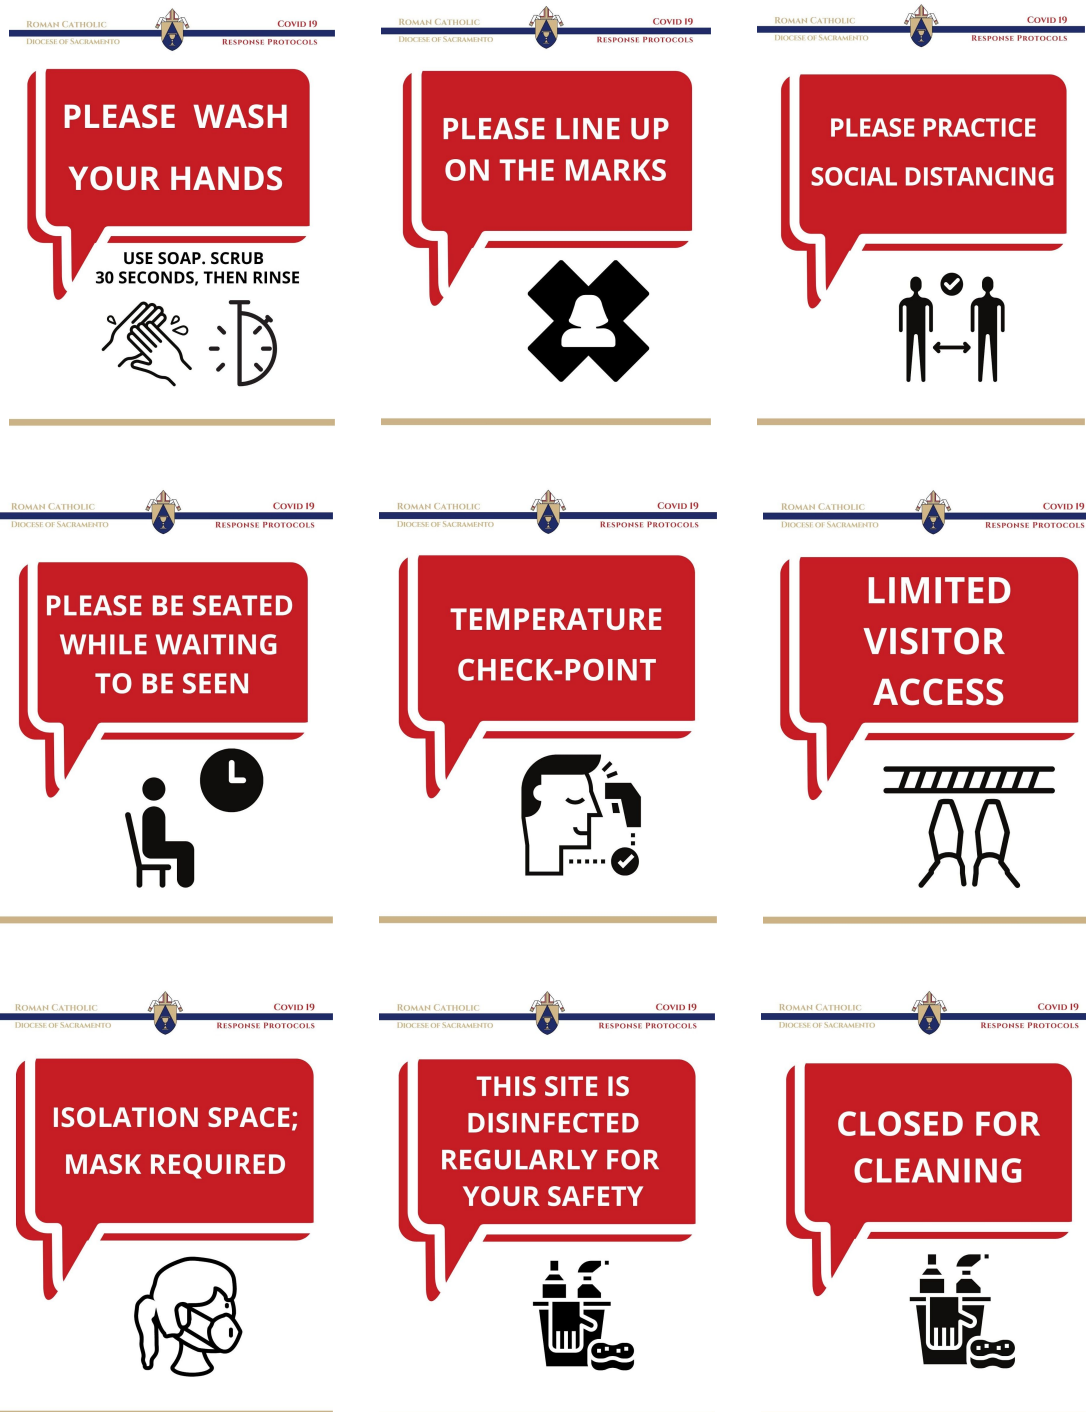 ROMAN CATHOLIC
DIOCESE OF SACRAMENTO
COVID 19
RESPONSE PROTOCOLS
PLEASE WASH
YOUR HANDS
USE SOAP. SCRUB
30 SECONDS, THEN RINSE
ROMAN CATHOLIC
DIOCESE OF SACRAMENTO
COVID 19
RESPONSE PROTOCOLS
PLEASE LINE UP
ON THE MARKS
ROMAN CATHOLIC
DIOCESE OF SACRAMENTO
COVID 19
RESPONSE PROTOCOLS
PLEASE PRACTICE
SOCIAL DISTANCING
ROMAN CATHOLIC
DIOCESE OF SACRAMENTO
COVID 19
RESPONSE PROTOCOLS
PLEASE BE SEATED
WHILE WAITING
TO BE SEEN
ROMAN CATHOLIC
DIOCESE OF SACRAMENTO
COVID 19
RESPONSE PROTOCOLS
TEMPERATURE
CHECK-POINT
ROMAN CATHOLIC
DIOCESE OF SACRAMENTO
COVID 19
RESPONSE PROTOCOLS
LIMITED
VISITOR
ACCESS
ROMAN CATHOLIC
DIOCESE OF SACRAMENTO
COVID 19
RESPONSE PROTOCOLS
ISOLATION SPACE;
MASK REQUIRED
ROMAN CATHOLIC
DIOCESE OF SACRAMENTO
COVID 19
RESPONSE PROTOCOLS
THIS SITE IS
DISINFECTED
REGULARLY FOR
YOUR SAFETY
ROMAN CATHOLIC
DIOCESE OF SACRAMENTO
COVID 19
RESPONSE PROTOCOLS
CLOSED FOR
CLEANING